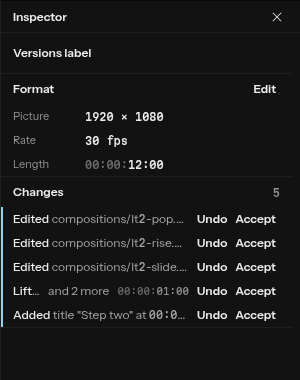 Inspector
Versions label
Format Edit
Picture 1920 × 1080
Rate 30 fps
Length 00:00:12:00
Changes 5
Edited compositions/lt2-pop.... Undo Accept
Edited compositions/lt2-rise.... Undo Accept
Edited compositions/lt2-slide.... Undo Accept
Lift... and 2 more 00:00:01:00 Undo Accept
Added title "Step two" at 00:0... Undo Accept